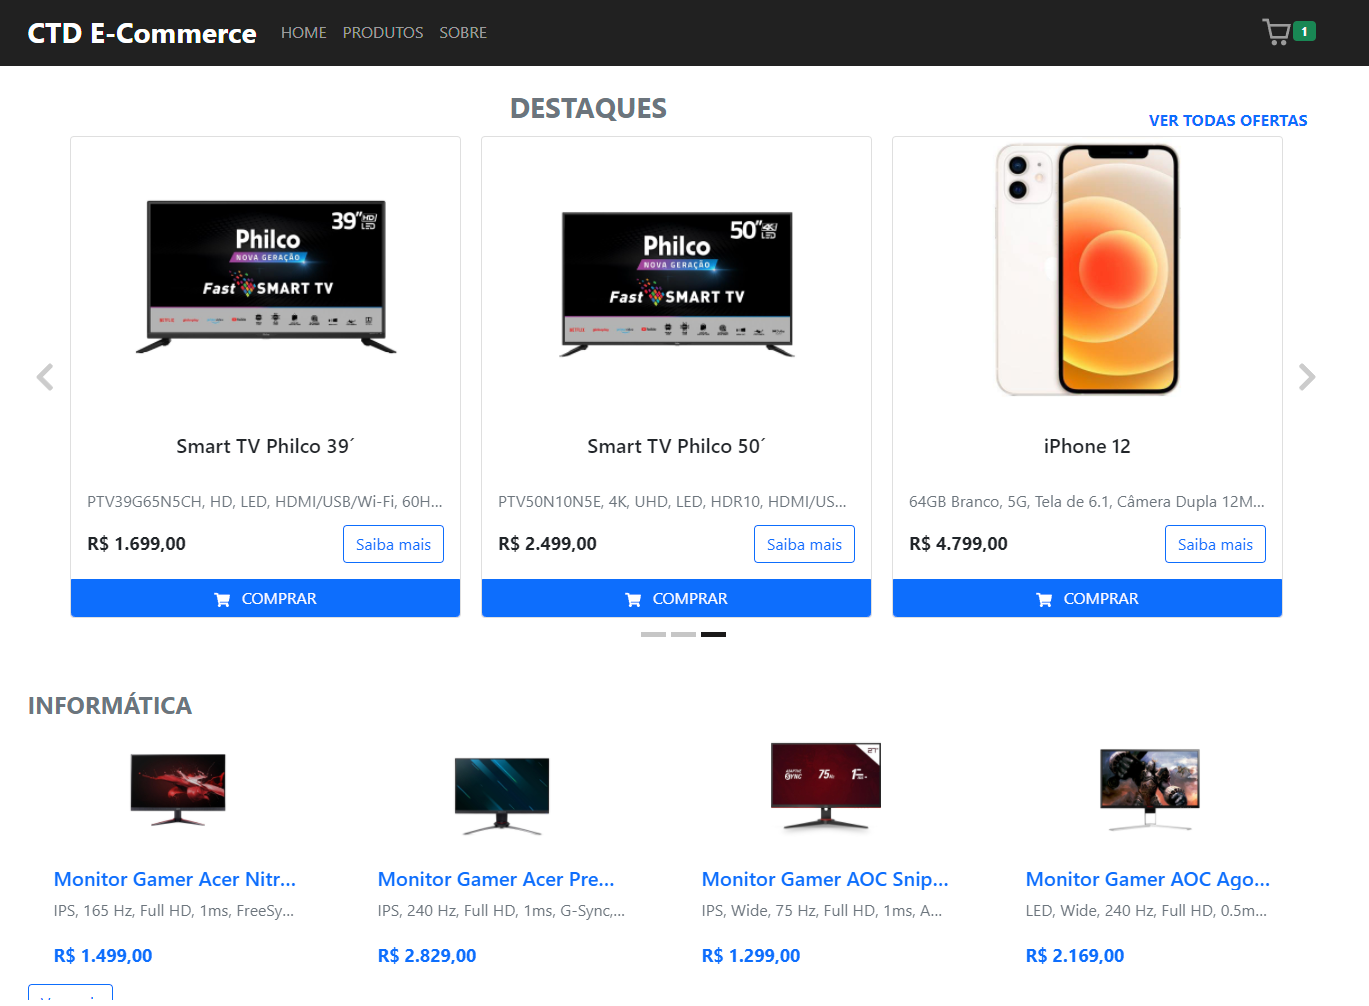 CTD E-Commerce HOME PRODUTOS SOBRE 1
DESTAQUES
VER TODAS OFERTAS
39" HD/LED
Philco
NOVA GERAÇÃO
Fast SMART TV
50" 4K/LED
Philco
NOVA GERAÇÃO
Fast SMART TV
Smart TV Philco 39´
PTV39G65N5CH, HD, LED, HDMI/USB/Wi-Fi, 60H...
R$ 1.699,00
Saiba mais
COMPRAR
Smart TV Philco 50´
PTV50N10N5E, 4K, UHD, LED, HDR10, HDMI/US...
R$ 2.499,00
Saiba mais
COMPRAR
iPhone 12
64GB Branco, 5G, Tela de 6.1, Câmera Dupla 12M...
R$ 4.799,00
Saiba mais
COMPRAR
INFORMÁTICA
Monitor Gamer Acer Nitr...
IPS, 165 Hz, Full HD, 1ms, FreeSy...
R$ 1.499,00
Monitor Gamer Acer Pre...
IPS, 240 Hz, Full HD, 1ms, G-Sync,...
R$ 2.829,00
27"
ADAPTIVE SYNC 75Hz 1ms
Monitor Gamer AOC Snip...
IPS, Wide, 75 Hz, Full HD, 1ms, A...
R$ 1.299,00
Monitor Gamer AOC Ago...
LED, Wide, 240 Hz, Full HD, 0.5m...
R$ 2.169,00